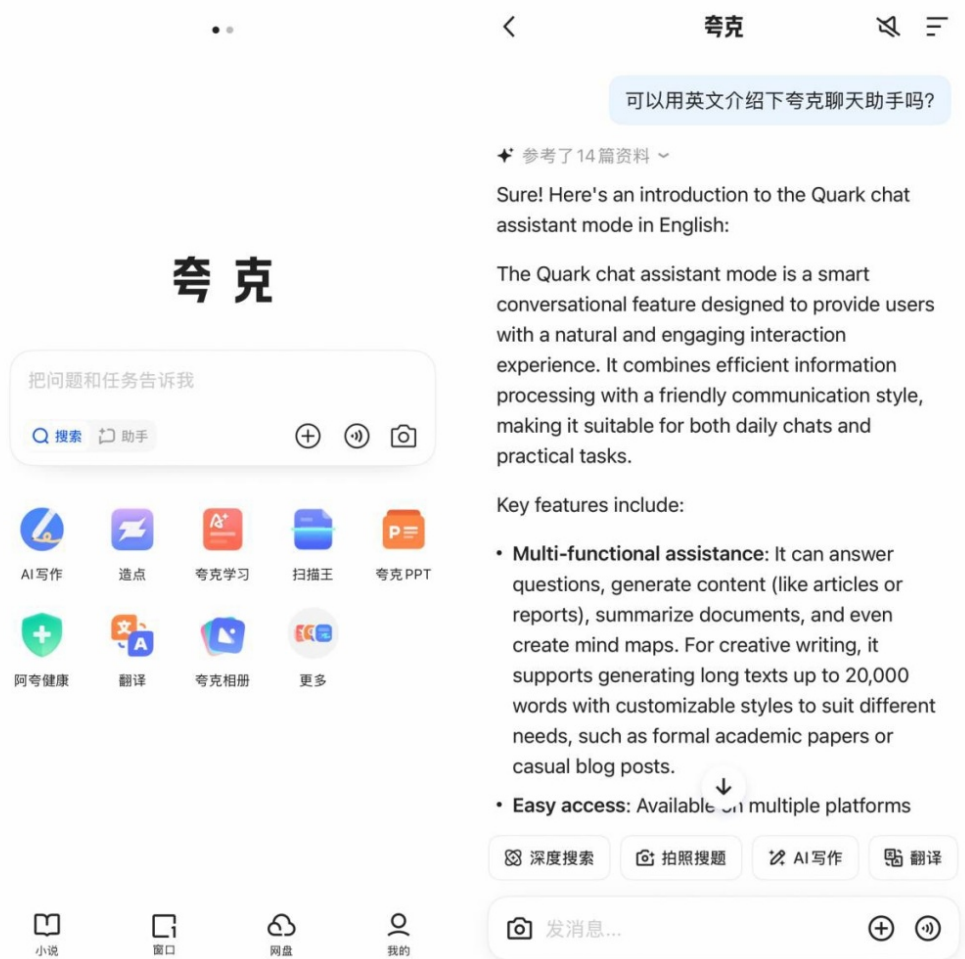 夸克
把问题和任务告诉我
搜索 助手
AI写作 造点 夸克学习 扫描王 夸克PPT
阿夸健康 翻译 夸克相册 更多
小说 窗口 网盘 我的
夸克
可以用英文介绍下夸克聊天助手吗?
参考了14篇资料
Sure! Here's an introduction to the Quark chat
assistant mode in English:
The Quark chat assistant mode is a smart
conversational feature designed to provide users
with a natural and engaging interaction
experience. It combines efficient information
processing with a friendly communication style,
making it suitable for both daily chats and
practical tasks.
Key features include:
• Multi-functional assistance: It can answer
questions, generate content (like articles or
reports), summarize documents, and even
create mind maps. For creative writing, it
supports generating long texts up to 20,000
words with customizable styles to suit different
needs, such as formal academic papers or
casual blog posts.
• Easy access: Available on multiple platforms
深度搜索 拍照搜题 AI写作 翻译
发消息...